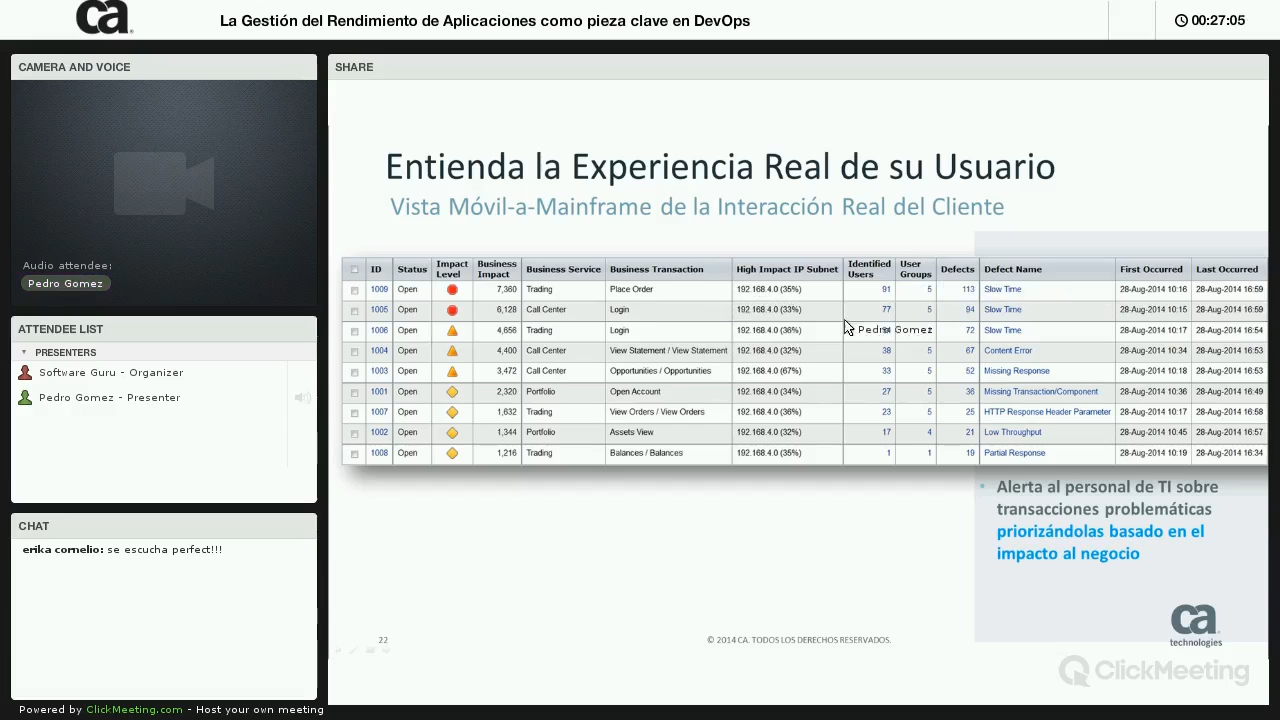 ca
La Gestión del Rendimiento de Aplicaciones como pieza clave en DevOps
00:27:05
CAMERA AND VOICE
Audio attendee:
Pedro Gomez
ATTENDEE LIST
PRESENTERS
Software Guru - Organizer
Pedro Gomez - Presenter
CHAT
erika cornelio: se escucha perfect!!!
Powered by ClickMeeting.com - Host your own meeting
SHARE
Entienda la Experiencia Real de su Usuario
Vista Móvil-a-Mainframe de la Interacción Real del Cliente
ID Status Impact Level Business Impact Business Service Business Transaction High Impact IP Subnet Identified Users User Groups Defects Defect Name First Occurred Last Occurred
1009 Open 7,360 Trading Place Order 192.168.4.0 (35%) 91 5 113 Slow Time 28-Aug-2014 10:16 28-Aug-2014 16:59
1005 Open 6,128 Call Center Login 192.168.4.0 (33%) 77 5 94 Slow Time 28-Aug-2014 10:15 28-Aug-2014 16:59
1006 Open 4,656 Trading Login 192.168.4.0 (36%) 5 72 Slow Time 28-Aug-2014 10:17 28-Aug-2014 16:54
Pedro Gomez
1004 Open 4,400 Call Center View Statement / View Statement 192.168.4.0 (32%) 38 5 67 Content Error 28-Aug-2014 10:34 28-Aug-2014 16:53
1003 Open 3,472 Call Center Opportunities / Opportunities 192.168.4.0 (67%) 33 5 52 Missing Response 28-Aug-2014 10:18 28-Aug-2014 16:53
1001 Open 2,320 Portfolio Open Account 192.168.4.0 (34%) 27 5 36 Missing Transaction/Component 28-Aug-2014 10:36 28-Aug-2014 16:49
1007 Open 1,632 Trading View Orders / View Orders 192.168.4.0 (36%) 23 5 25 HTTP Response Header Parameter 28-Aug-2014 10:17 28-Aug-2014 16:58
1002 Open 1,344 Portfolio Assets View 192.168.4.0 (32%) 17 4 21 Low Throughput 28-Aug-2014 10:45 28-Aug-2014 16:57
1008 Open 1,216 Trading Balances / Balances 192.168.4.0 (35%) 1 1 19 Partial Response 28-Aug-2014 10:19 28-Aug-2014 16:34
• Alerta al personal de TI sobre
transacciones problemáticas
priorizándolas basado en el
impacto al negocio
22
© 2014 CA. TODOS LOS DERECHOS RESERVADOS.
ca
technologies
ClickMeeting